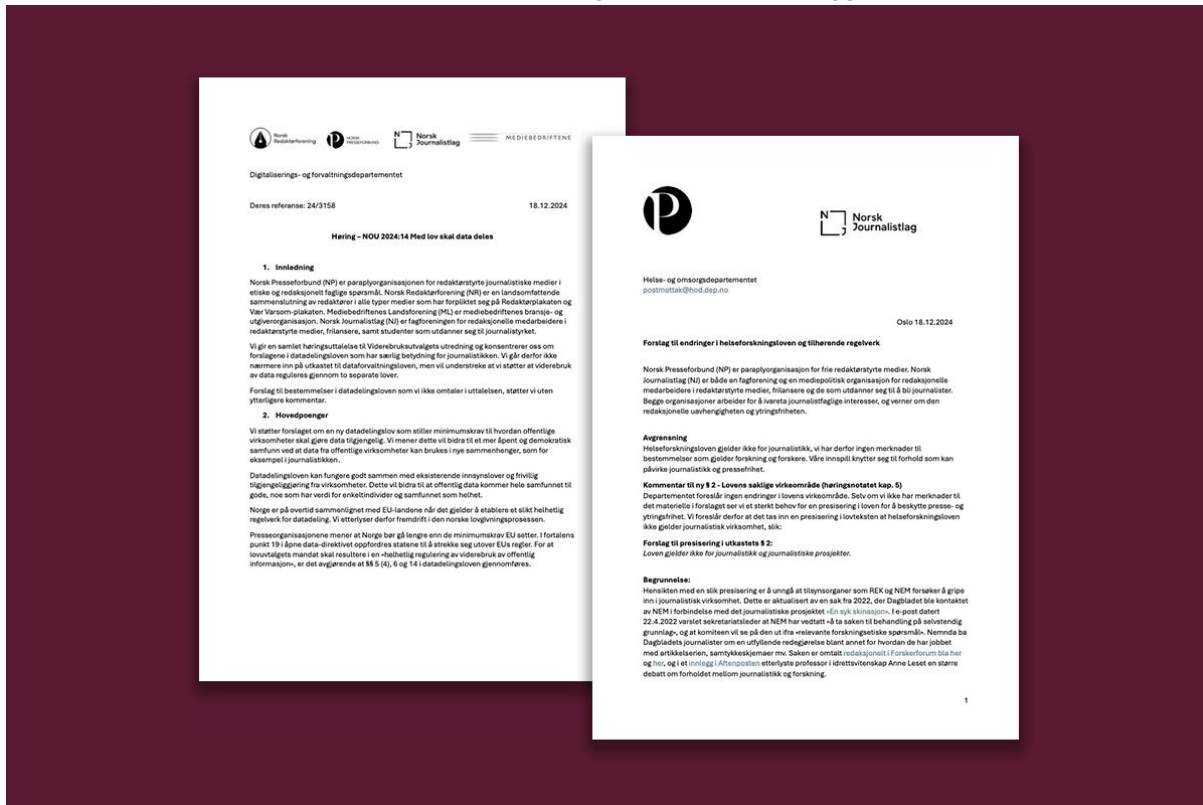 Norsk
Redaktørforening
NORSK
PRESSEFORBUND
Norsk
Journalistlag
MEDIEBEDRIFTENE
Digitaliserings- og forvaltningsdepartementet
Deres referanse: 24/3158 18.12.2024
Høring – NOU 2024:14 Med lov skal data deles
1. Innledning
Norsk Presseforbund (NP) er paraplyorganisasjonen for redaktørstyrte journalistiske medier i
etiske og redaksjonelt faglige spørsmål. Norsk Redaktørforening (NR) er en landsomfattende
sammenslutning av redaktører i alle typer medier som har forpliktet seg på Redaktørplakaten og
Vær Varsom-plakaten. Mediebedriftenes Landsforening (ML) er mediebedriftenes bransje- og
utgiverorganisasjon. Norsk Journalistlag (NJ) er fagforeningen for redaksjonelle medarbeidere i
redaktørstyrte medier, frilansere, samt studenter som utdanner seg til journalistyrket.
Vi gir en samlet høringsuttalelse til Viderebruksutvalgets utredning og konsentrerer oss om
forslagene i datadelingsloven som har særlig betydning for journalistikken. Vi går derfor ikke
nærmere inn på utkastet til dataforvaltningsloven, men vil understreke at vi støtter at viderebruk
av data reguleres gjennom to separate lover.
Forslag til bestemmelser i datadelingsloven som vi ikke omtaler i uttalelsen, støtter vi uten
ytterligere kommentar.
2. Hovedpoenger
Vi støtter forslaget om en ny datadelingslov som stiller minimumskrav til hvordan offentlige
virksomheter skal gjøre data tilgjengelig. Vi mener dette vil bidra til et mer åpent og demokratisk
samfunn ved at data fra offentlige virksomheter kan brukes i nye sammenhenger, som for
eksempel i journalistikken.
Datadelingsloven kan fungere godt sammen med eksisterende innsynslover og frivillig
tilgjengeliggjøring fra virksomheter. Dette vil bidra til at offentlig data kommer hele samfunnet til
gode, noe som har verdi for enkeltindivider og samfunnet som helhet.
Norge er på overtid sammenlignet med EU-landene når det gjelder å etablere et slikt helhetlig
regelverk for datadeling. Vi etterlyser derfor fremdrift i den norske lovgivningsprosessen.
Presseorganisasjonene mener at Norge bør gå lengre enn de minimumskrav EU setter. I fortalens
punkt 19 i åpne data-direktivet oppfordres statene til å strekke seg utover EUs regler. For at
lovutvalgets mandat skal resultere i en «helhetlig regulering av viderebruk av offentlig
informasjon», er det avgjørende at §§ 5 (4), 6 og 14 i datadelingsloven gjennomføres.
Norsk
Journalistlag
Helse- og omsorgsdepartementet
postmottak@hod.dep.no
Oslo 18.12.2024
Forslag til endringer i helseforskningsloven og tilhørende regelverk
Norsk Presseforbund (NP) er paraplyorganisasjon for frie redaktørstyrte medier. Norsk
Journalistlag (NJ) er både en fagforening og en mediepolitisk organisasjon for redaksjonelle
medarbeidere i redaktørstyrte medier, frilansere og de som utdanner seg til å bli journalister.
Begge organisasjoner arbeider for å ivareta journalistfaglige interesser, og verner om den
redaksjonelle uavhengigheten og ytringsfriheten.
Avgrensning
Helseforskningsloven gjelder ikke for journalistikk, vi har derfor ingen merknader til
bestemmelser som gjelder forskning og forskere. Våre innspill knytter seg til forhold som kan
påvirke journalistikk og pressefrihet.
Kommentar til ny § 2 - Lovens saklige virkeområde (høringsnotatet kap. 5)
Departementet foreslår ingen endringer i lovens virkeområde. Selv om vi ikke har merknader til
det materielle i forslaget ser vi et sterkt behov for en presisering i loven for å beskytte presse- og
ytringsfrihet. Vi foreslår derfor at det tas inn en presisering i lovteksten at helseforskningsloven
ikke gjelder journalistisk virksomhet, slik:
Forslag til presisering i utkastets § 2:
Loven gjelder ikke for journalistikk og journalistiske prosjekter.
Begrunnelse:
Hensikten med en slik presisering er å unngå at tilsynsorganer som REK og NEM forsøker å gripe
inn i journalistisk virksomhet. Dette er aktualisert av en sak fra 2022, der Dagbladet ble kontaktet
av NEM i forbindelse med det journalistiske prosjektet «En syk skinasjon». I e-post datert
22.4.2022 varslet sekretariatsleder at NEM har vedtatt «å ta saken til behandling på selvstendig
grunnlag», og at komiteen vil se på den ut ifra «relevante forskningsetiske spørsmål». Nemnda ba
Dagbladets journalister om en utfyllende redegjørelse blant annet for hvordan de har jobbet
med artikkelserien, samtykkeskjemaer mv. Saken er omtalt redaksjonelt i Forskerforum bla her
og her, og i et innlegg i Aftenposten etterlyste professor i idrettsvitenskap Anne Leset en større
debatt om forholdet mellom journalistikk og forskning.
1